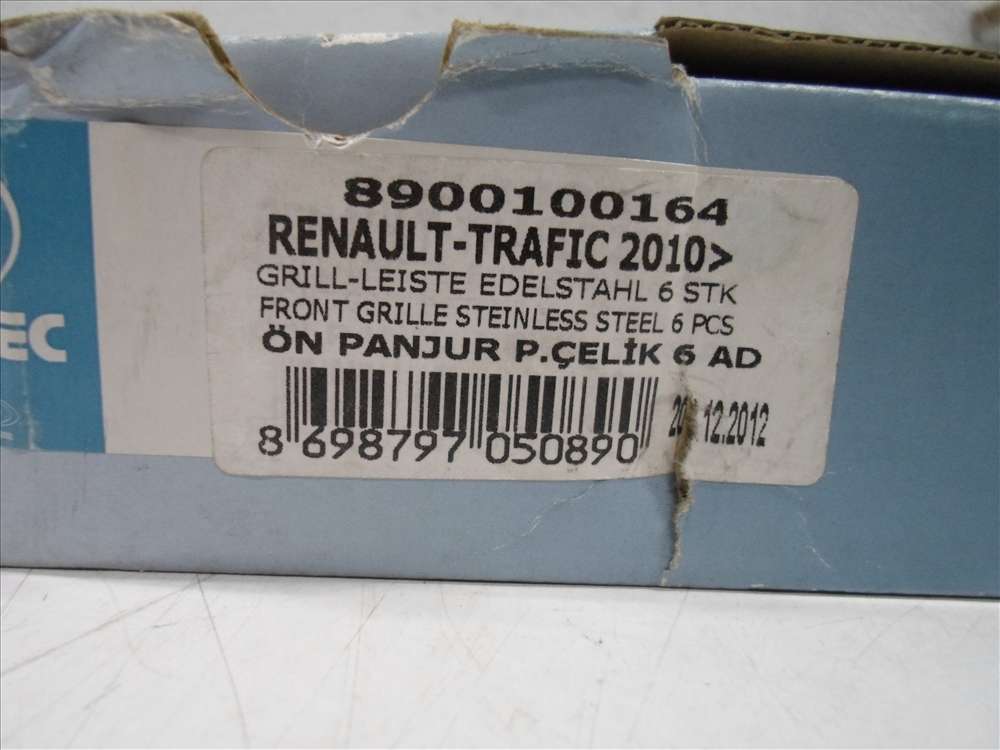 8900100164
RENAULT-TRAFIC 2010>
GRILL-LEISTE EDELSTAHL 6 STK
FRONT GRILLE STEINLESS STEEL 6 PCS
ÖN PANJUR P.ÇELİK 6 AD
8 698797 050890
12.2012
EC